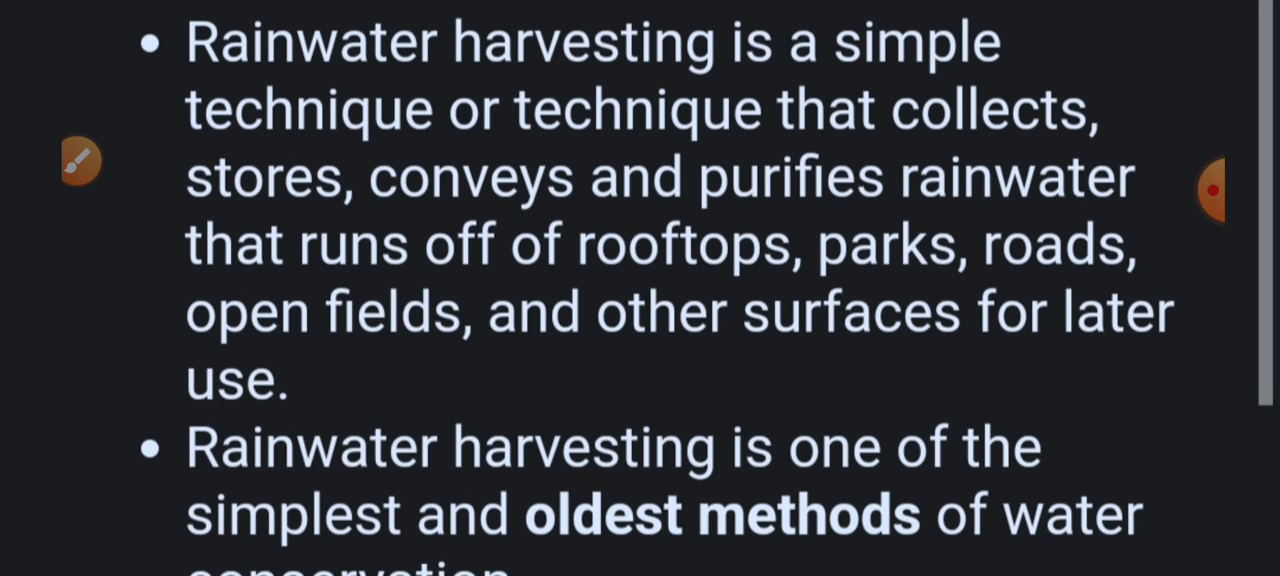 • Rainwater harvesting is a simple
technique or technique that collects,
stores, conveys and purifies rainwater
that runs off of rooftops, parks, roads,
open fields, and other surfaces for later
use.
• Rainwater harvesting is one of the
simplest and oldest methods of water